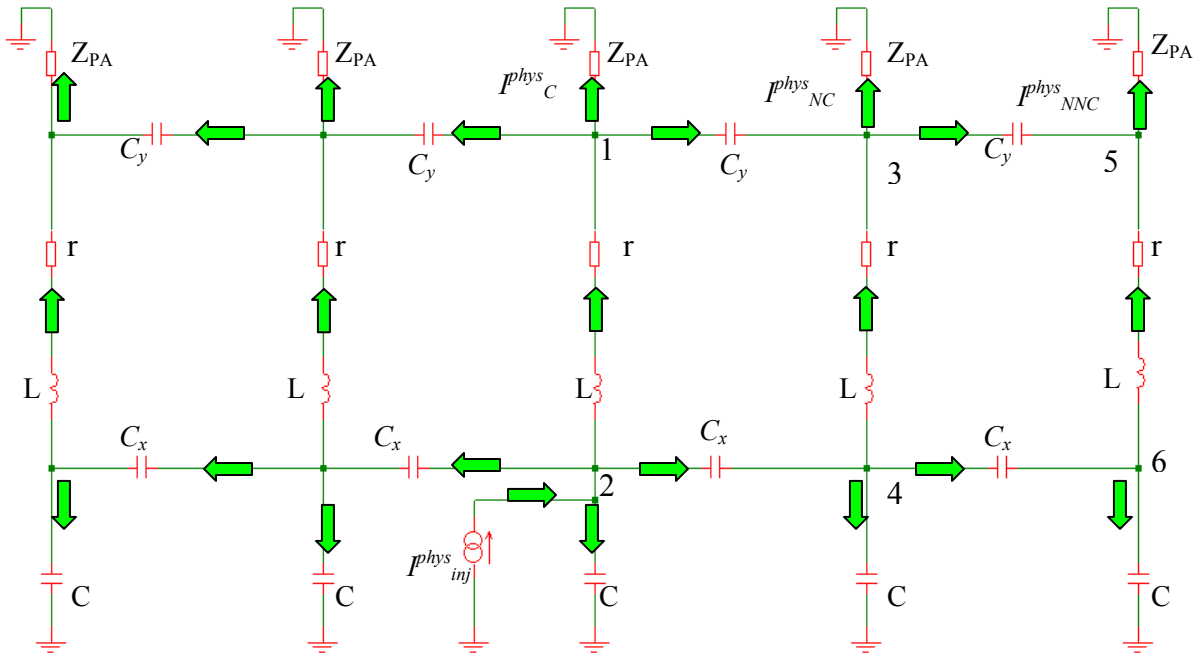 Z_PA Z_PA Z_PA Z_PA Z_PA
I^phys_C I^phys_NC I^phys_NNC
C_y C_y C_y C_y
1 3 5
r r r r r
L L L L L
C_x C_x C_x C_x
2 4 6
I^phys_inj
C C C C C